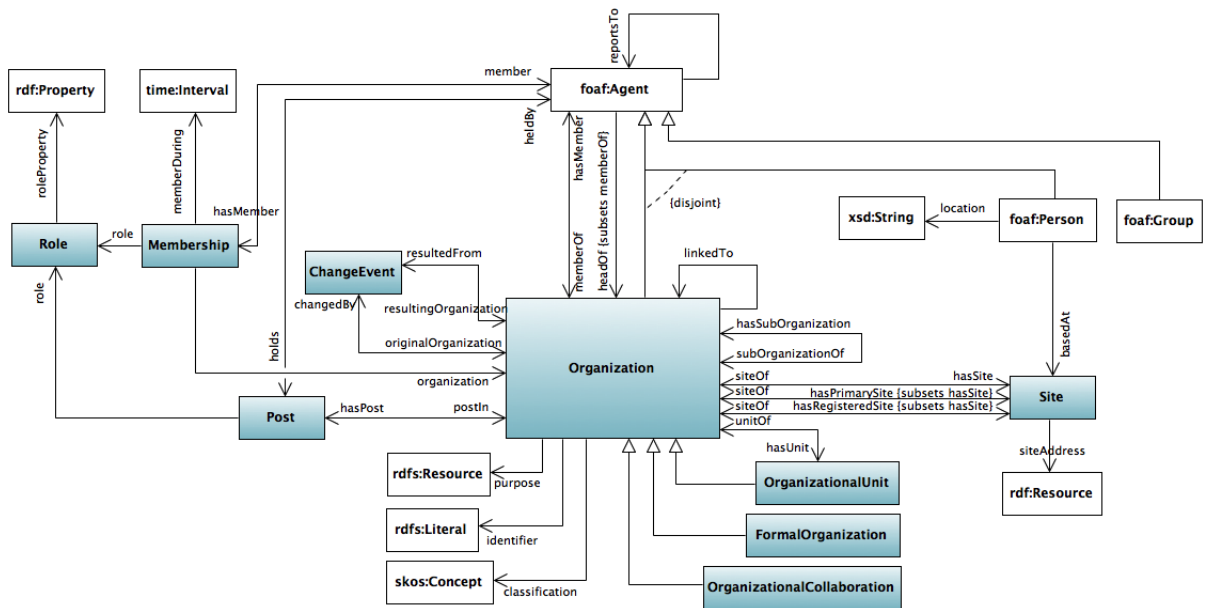 reportsTo
member
foaf:Agent
rdf:Property
time:Interval
heldBy
hasMember
headOf {subsets memberOf}
memberOf
roleProperty
memberDuring
hasMember
{disjoint}
xsd:String
location
foaf:Person
foaf:Group
Role
role
Membership
linkedTo
ChangeEvent
resultedFrom
changedBy
resultingOrganization
role
holds
originalOrganization
hasSubOrganization
subOrganizationOf
basedAt
Organization
organization
siteOf
hasSite
siteOf
hasPrimarySite {subsets hasSite}
siteOf
hasRegisteredSite {subsets hasSite}
Site
Post
hasPost
postIn
unitOf
hasUnit
siteAddress
rdfs:Resource
purpose
OrganizationalUnit
rdf:Resource
rdfs:Literal
identifier
FormalOrganization
skos:Concept
classification
OrganizationalCollaboration